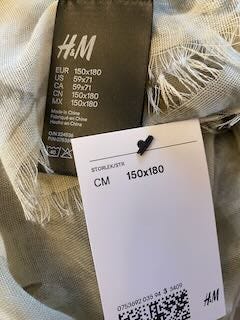 H&M
EUR 150x180
US 59x71
CA 59x71
CN 150x180
MX 150x180
Made in China
Fabriqué en Chine
Hecho en China
STORLEK/STR
CM 150x180
H&M